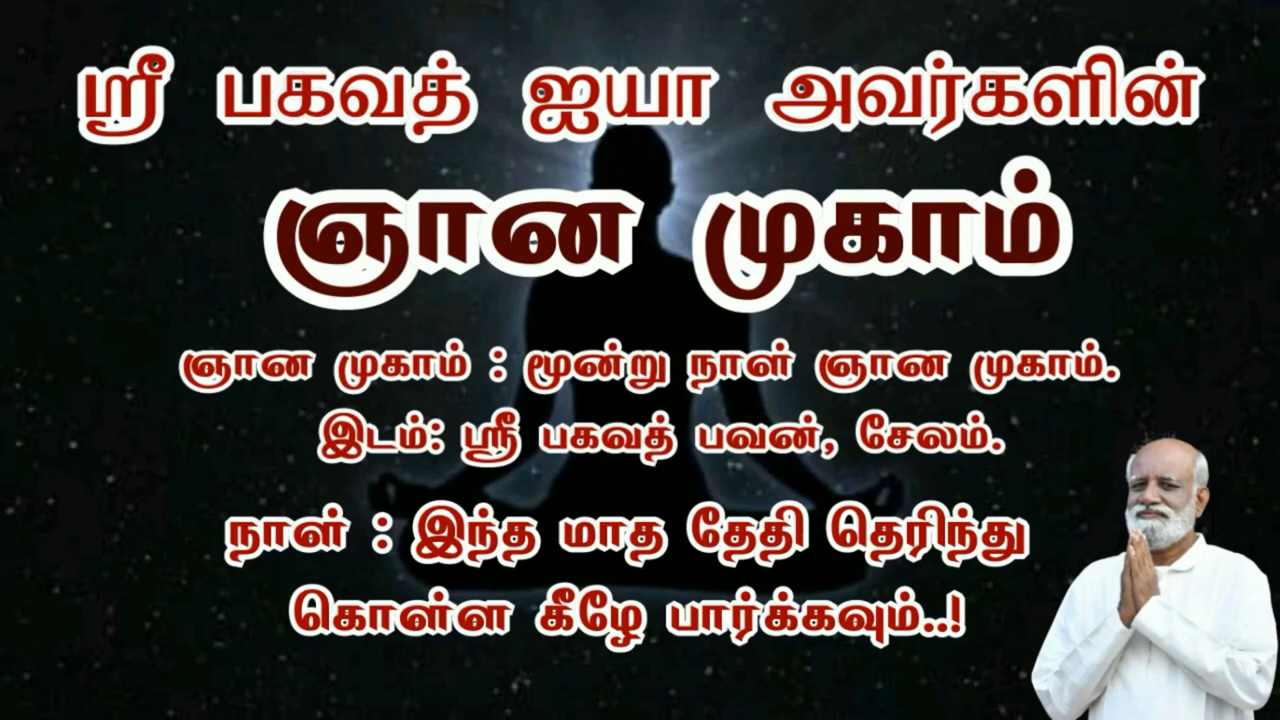 ஸ்ரீ பகவத் ஐயா அவர்களின்
ஞான முகாம்
ஞான முகாம் : மூன்று நாள் ஞான முகாம்.
இடம்: ஸ்ரீ பகவத் பவன், சேலம்.
நாள் : இந்த மாத தேதி தெரிந்து
கொள்ள கீழே பார்க்கவும்..!